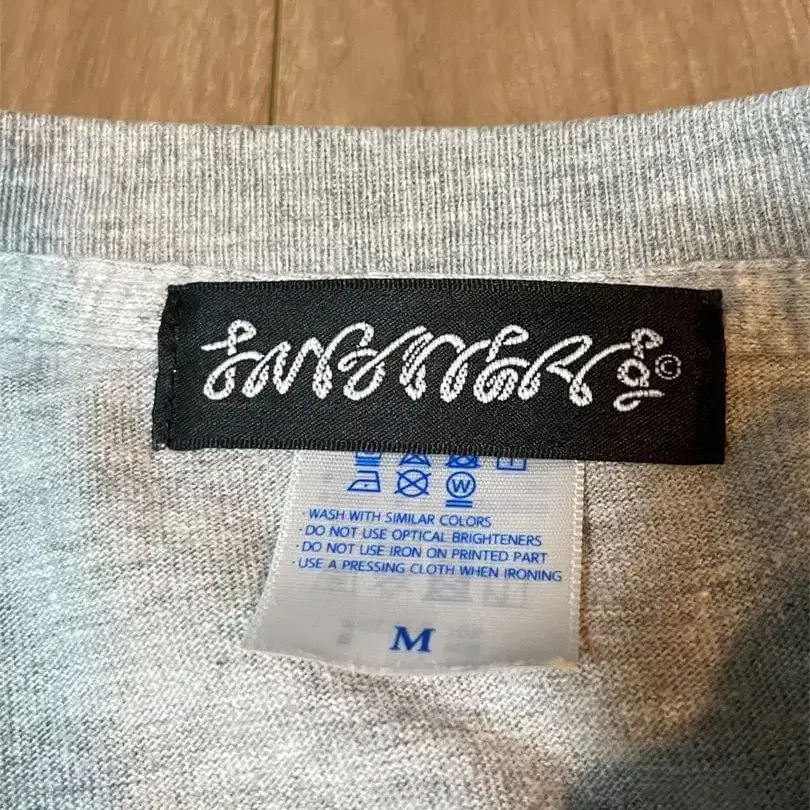 ©
· WASH WITH SIMILAR COLORS
· DO NOT USE OPTICAL BRIGHTENERS
· DO NOT USE IRON ON PRINTED PART
· USE A PRESSING CLOTH WHEN IRONING
M